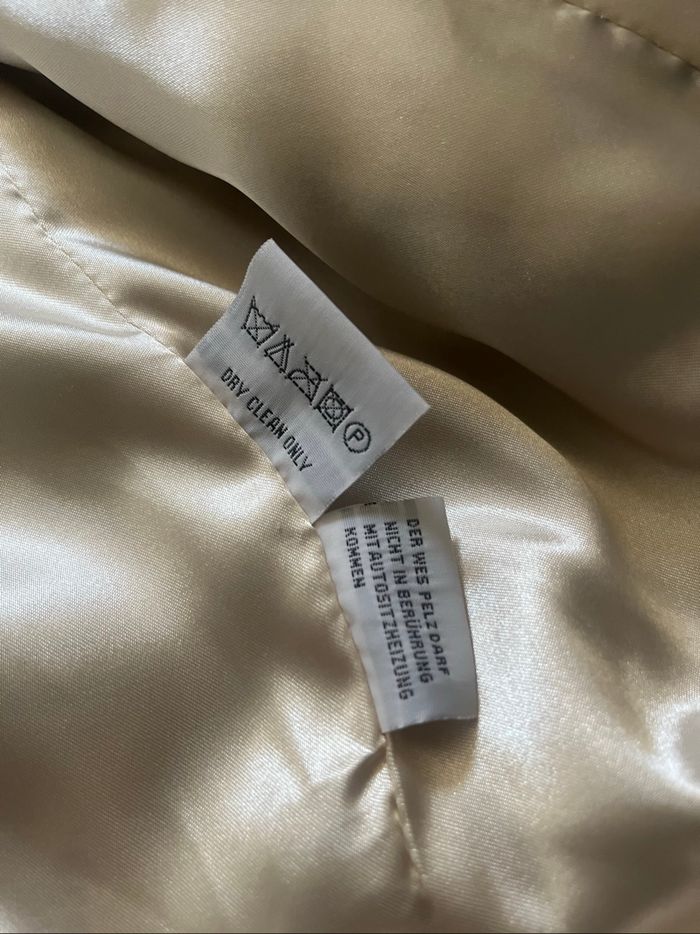 P
DRY CLEAN ONLY
DER WES PELZ DARF
NICHT IN BERÜHRUNG
MIT AUTOSITZHEIZUNG
KOMMEN